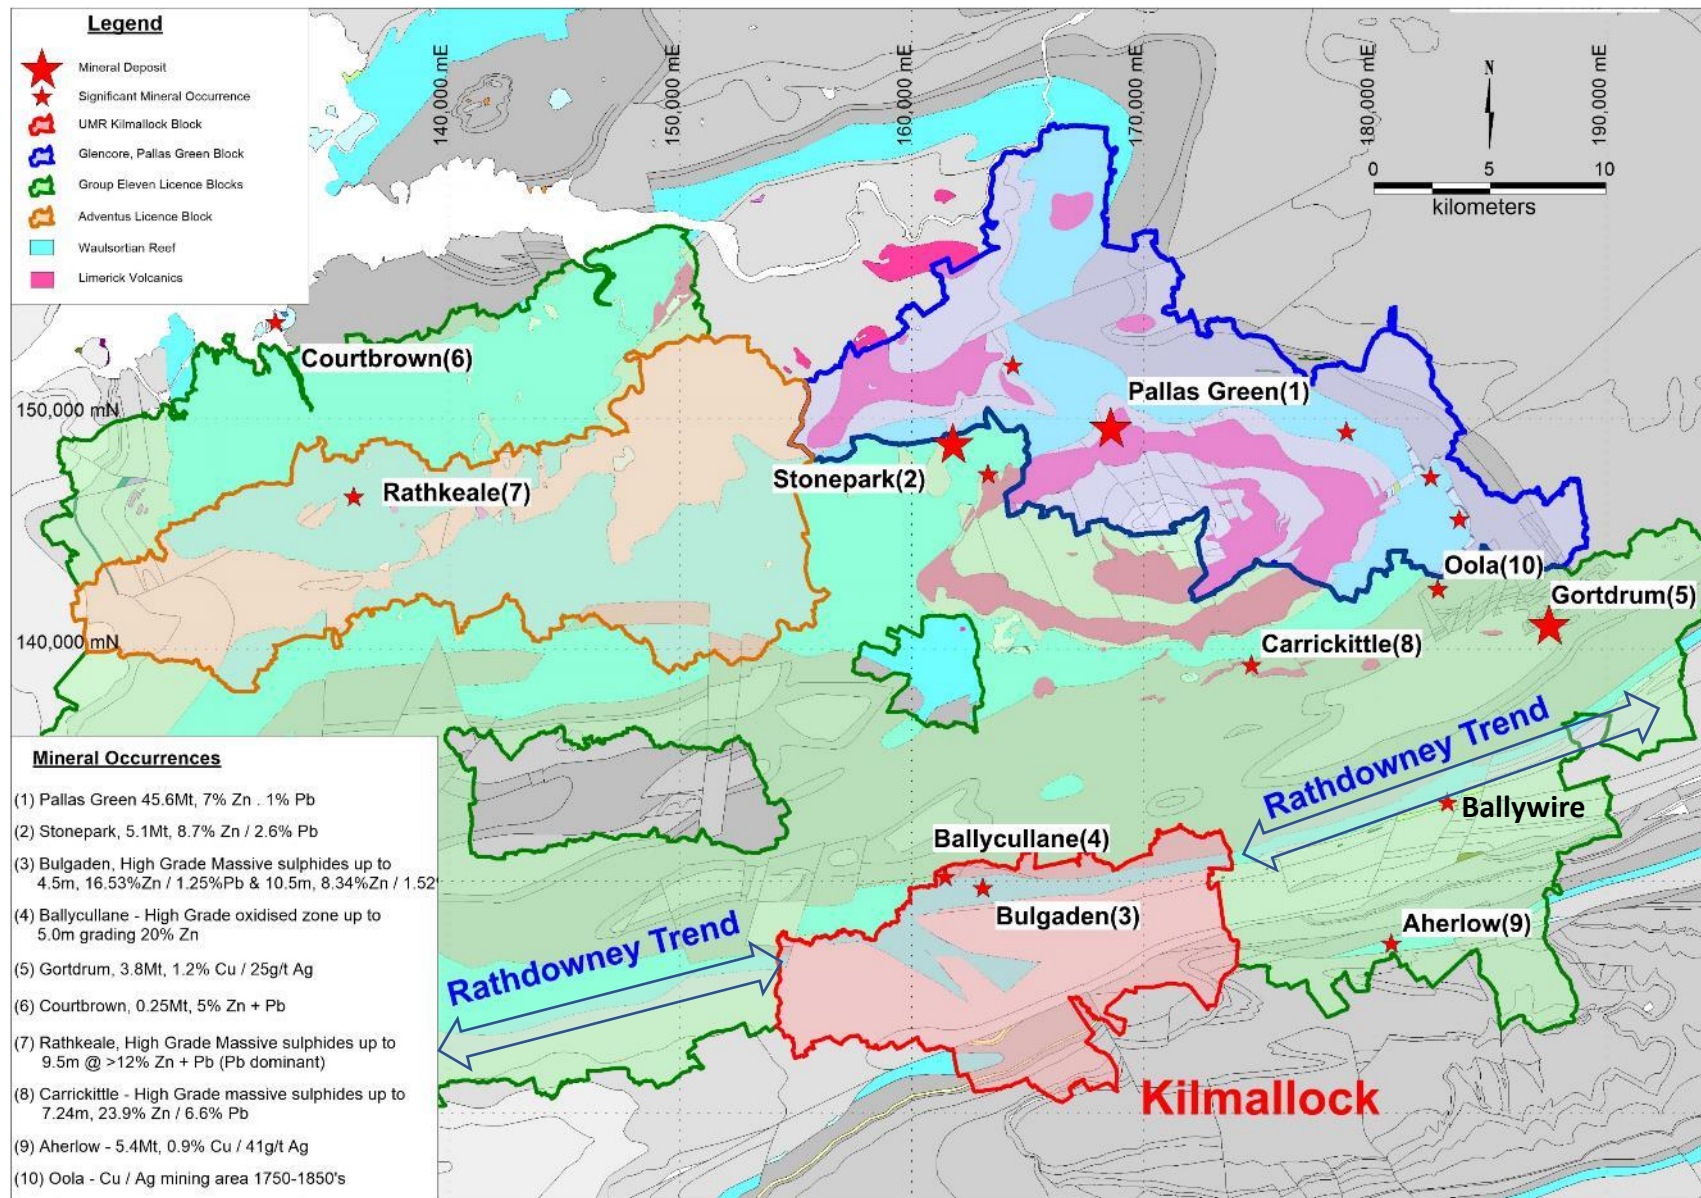 Legend
Mineral Deposit
Significant Mineral Occurrence
UMR Kilmallock Block
Glencore, Pallas Green Block
Group Eleven Licence Blocks
Adventus Licence Block
Waulsortian Reef
Limerick Volcanics
140,000 mE
150,000 mE
160,000 mE
170,000 mE
180,000 mE
190,000 mE
N
0 5 10
kilometers
150,000 mN
140,000 mN
Courtbrown(6)
Rathkeale(7)
Stonepark(2)
Pallas Green(1)
Oola(10)
Gortdrum(5)
Carrickittle(8)
Rathdowney Trend
Ballywire
Ballycullane(4)
Bulgaden(3)
Aherlow(9)
Rathdowney Trend
Kilmallock
Mineral Occurrences
(1) Pallas Green 45.6Mt, 7% Zn . 1% Pb
(2) Stonepark, 5.1Mt, 8.7% Zn / 2.6% Pb
(3) Bulgaden, High Grade Massive sulphides up to
4.5m, 16.53%Zn / 1.25%Pb & 10.5m, 8.34%Zn / 1.52
(4) Ballycullane - High Grade oxidised zone up to
5.0m grading 20% Zn
(5) Gortdrum, 3.8Mt, 1.2% Cu / 25g/t Ag
(6) Courtbrown, 0.25Mt, 5% Zn + Pb
(7) Rathkeale, High Grade Massive sulphides up to
9.5m @ >12% Zn + Pb (Pb dominant)
(8) Carrickittle - High Grade massive sulphides up to
7.24m, 23.9% Zn / 6.6% Pb
(9) Aherlow - 5.4Mt, 0.9% Cu / 41g/t Ag
(10) Oola - Cu / Ag mining area 1750-1850's